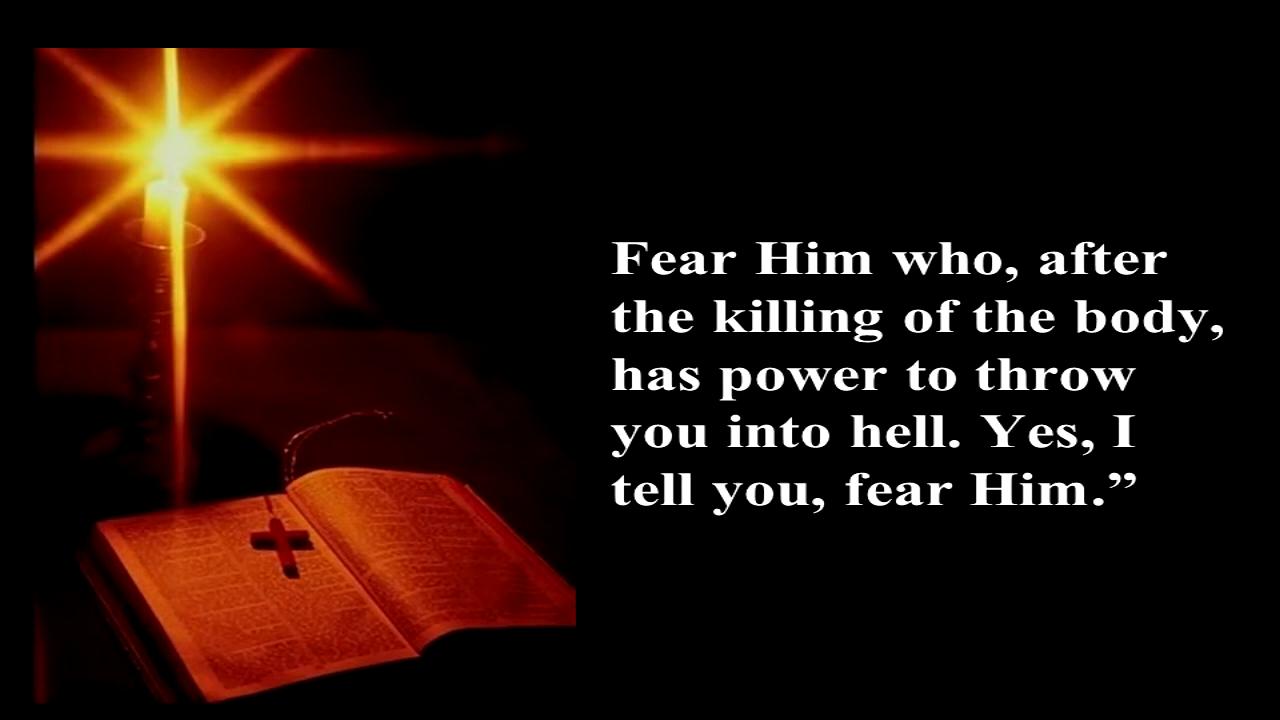 Fear Him who, after
the killing of the body,
has power to throw
you into hell. Yes, I
tell you, fear Him.”